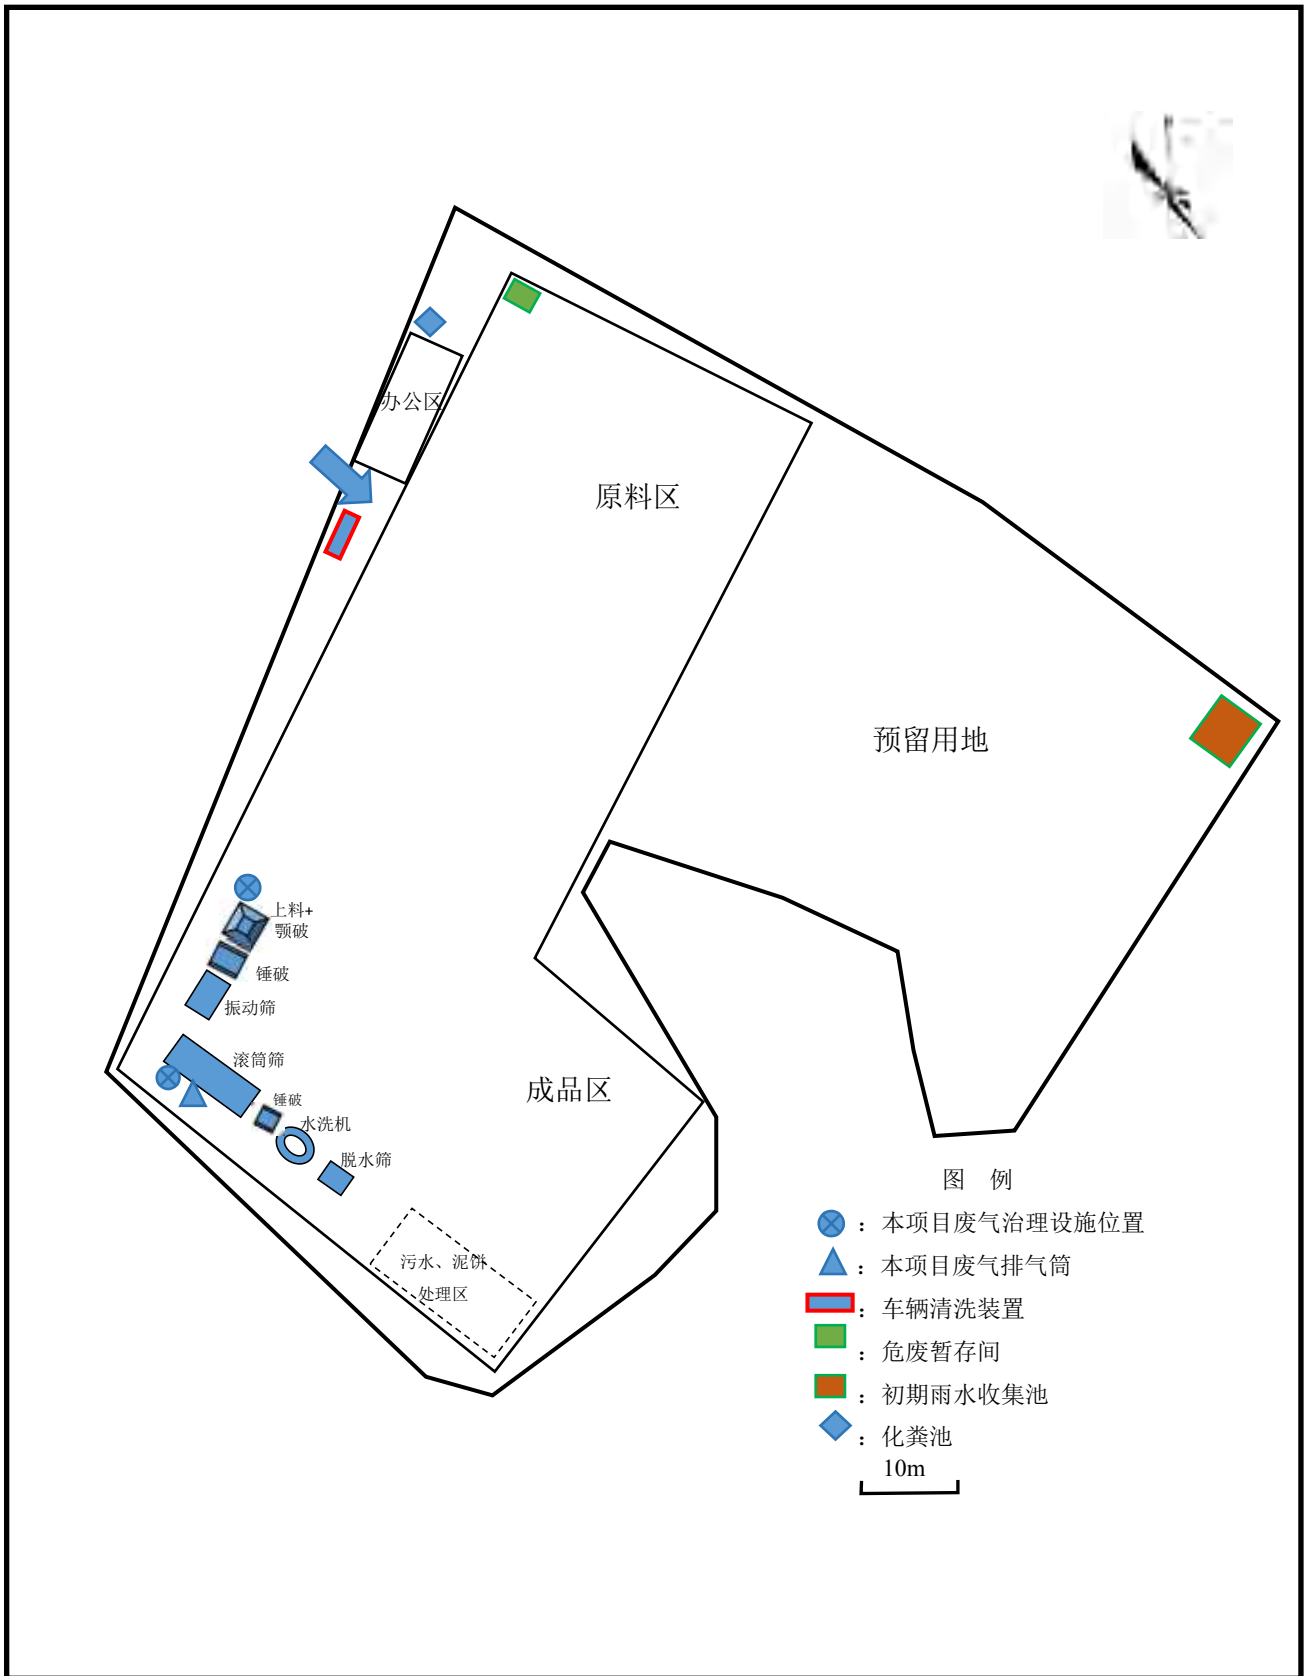 办公区
原料区
预留用地
上料+
颚破
锤破
振动筛
滚筒筛
锤破
水洗机
脱水筛
成品区
污水、泥饼
处理区
图 例
：本项目废气治理设施位置
：本项目废气排气筒
：车辆清洗装置
：危废暂存间
：初期雨水收集池
：化粪池
10m